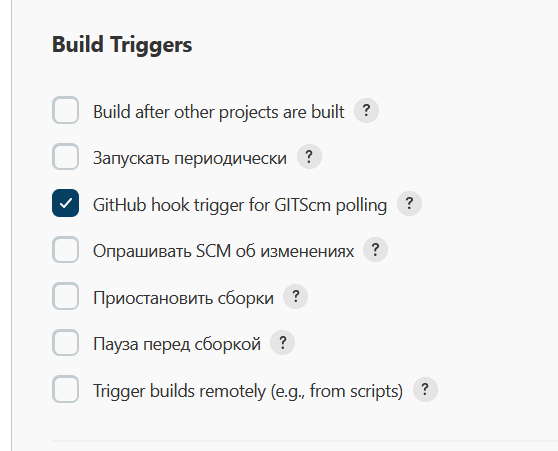 Build Triggers
Build after other projects are built ?
Запускать периодически ?
GitHub hook trigger for GITScm polling ?
Опрашивать SCM об изменениях ?
Приостановить сборки ?
Пауза перед сборкой ?
Trigger builds remotely (e.g., from scripts) ?